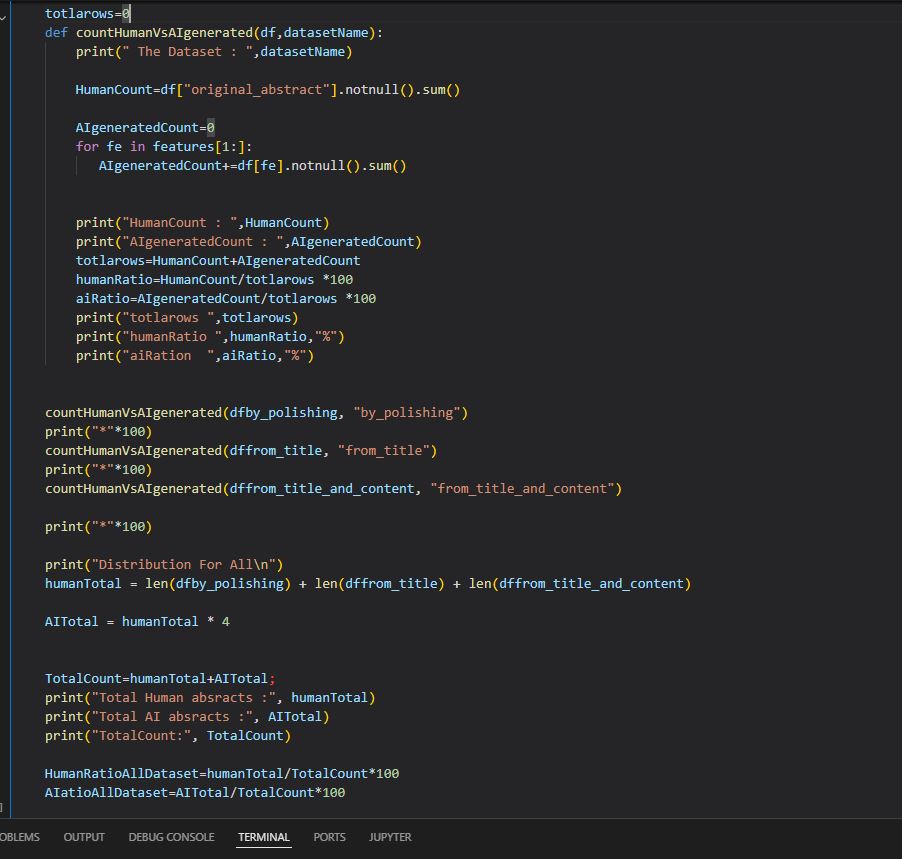 totlarows=0
def countHumanVsAIgenerated(df,datasetName):
    print(" The Dataset : ",datasetName)
    HumanCount=df["original_abstract"].notnull().sum()
    AIgeneratedCount=0
    for fe in features[1:]:
       AIgeneratedCount+=df[fe].notnull().sum()
    print("HumanCount : ",HumanCount)
    print("AIgeneratedCount : ",AIgeneratedCount)
    totlarows=HumanCount+AIgeneratedCount
    humanRatio=HumanCount/totlarows *100
    aiRatio=AIgeneratedCount/totlarows *100
    print("totlarows ",totlarows)
    print("humanRatio ",humanRatio,"%")
    print("aiRation  ",aiRatio,"%")
countHumanVsAIgenerated(dfby_polishing, "by_polishing")
print("*"*100)
countHumanVsAIgenerated(dffrom_title, "from_title")
print("*"*100)
countHumanVsAIgenerated(dffrom_title_and_content, "from_title_and_content")
print("*"*100)
print("Distribution For All\n")
humanTotal = len(dfby_polishing) + len(dffrom_title) + len(dffrom_title_and_content)
AITotal = humanTotal * 4
TotalCount=humanTotal+AITotal;
print("Total Human absracts :", humanTotal)
print("Total AI absracts :", AITotal)
print("TotalCount:", TotalCount)
HumanRatioAllDataset=humanTotal/TotalCount*100
AIatioAllDataset=AITotal/TotalCount*100
OBLEMS OUTPUT DEBUG CONSOLE TERMINAL PORTS JUPYTER